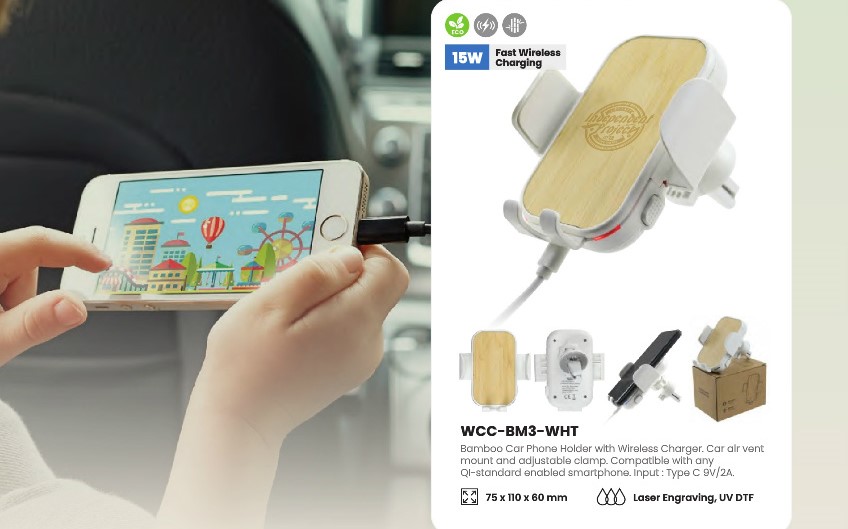 ECO
15W
Fast Wireless
Charging
Independent
Project
WCC-BM3-WHT
Bamboo Car Phone Holder with Wireless Charger. Car air vent
mount and adjustable clamp. Compatible with any
QI-standard enabled smartphone. Input : Type C 9V/2A.
75 x 110 x 60 mm
Laser Engraving, UV DTF